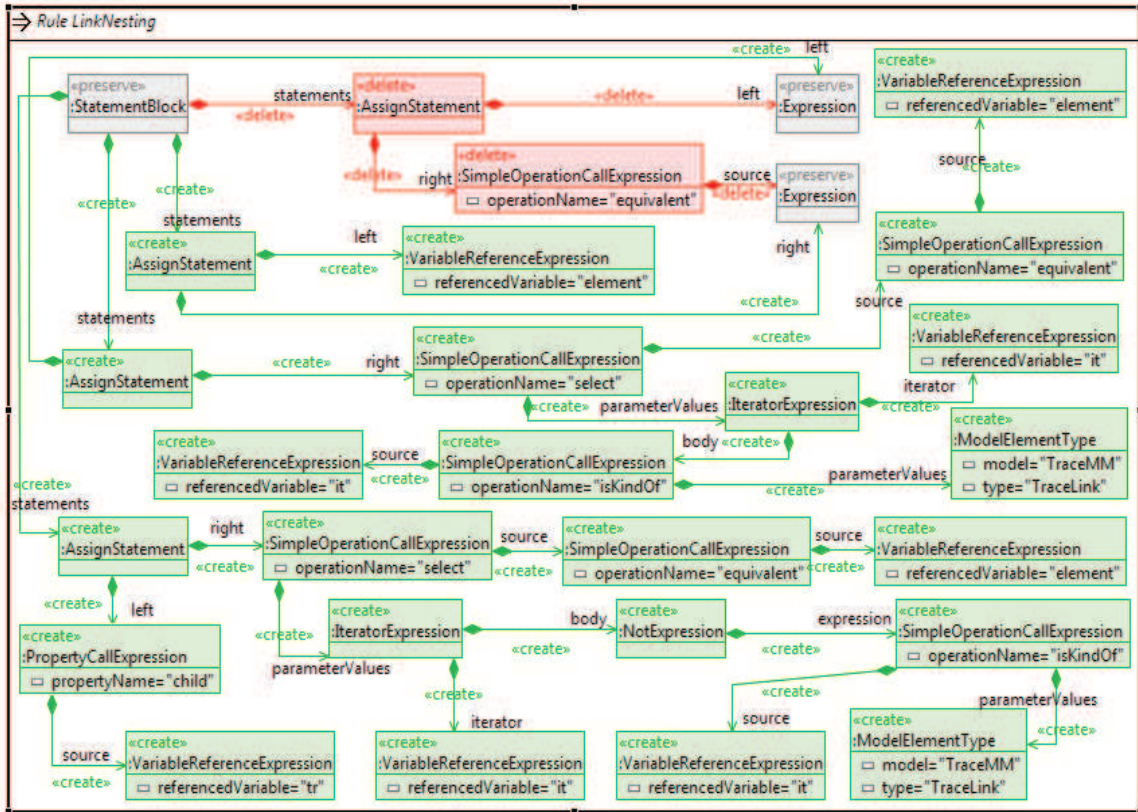 Rule LinkNesting
«create»
left
«create»
:VariableReferenceExpression
referencedVariable="element"
«preserve»
:StatementBlock
statements
«delete»
«delete»
:AssignStatement
«delete»
left
«preserve»
:Expression
«delete»
right
«delete»
:SimpleOperationCallExpression
operationName="equivalent"
source
«delete»
«preserve»
:Expression
source
«create»
«create»
«create»
statements
«create»
:AssignStatement
left
«create»
«create»
:VariableReferenceExpression
referencedVariable="element"
right
«create»
«create»
:SimpleOperationCallExpression
operationName="equivalent"
source
statements
«create»
:AssignStatement
«create»
right
«create»
:SimpleOperationCallExpression
operationName="select"
«create»
«create»
:VariableReferenceExpression
referencedVariable="it"
iterator
«create»
«create»
parameterValues
«create»
:IteratorExpression
body
«create»
«create»
:VariableReferenceExpression
referencedVariable="it"
source
«create»
«create»
:SimpleOperationCallExpression
operationName="isKindOf"
parameterValues
«create»
«create»
:ModelElementType
model="TraceMM"
type="TraceLink"
«create»
statements
«create»
:AssignStatement
right
«create»
«create»
:SimpleOperationCallExpression
operationName="select"
source
«create»
«create»
:SimpleOperationCallExpression
operationName="equivalent"
source
«create»
«create»
:VariableReferenceExpression
referencedVariable="element"
«create»
left
«create»
:PropertyCallExpression
propertyName="child"
«create»
parameterValues
«create»
:IteratorExpression
body
«create»
«create»
:NotExpression
expression
«create»
«create»
:SimpleOperationCallExpression
operationName="isKindOf"
source
«create»
«create»
:VariableReferenceExpression
referencedVariable="tr"
«create»
iterator
«create»
:VariableReferenceExpression
referencedVariable="it"
«create»
source
«create»
:VariableReferenceExpression
referencedVariable="it"
parameterValues
«create»
«create»
:ModelElementType
model="TraceMM"
type="TraceLink"